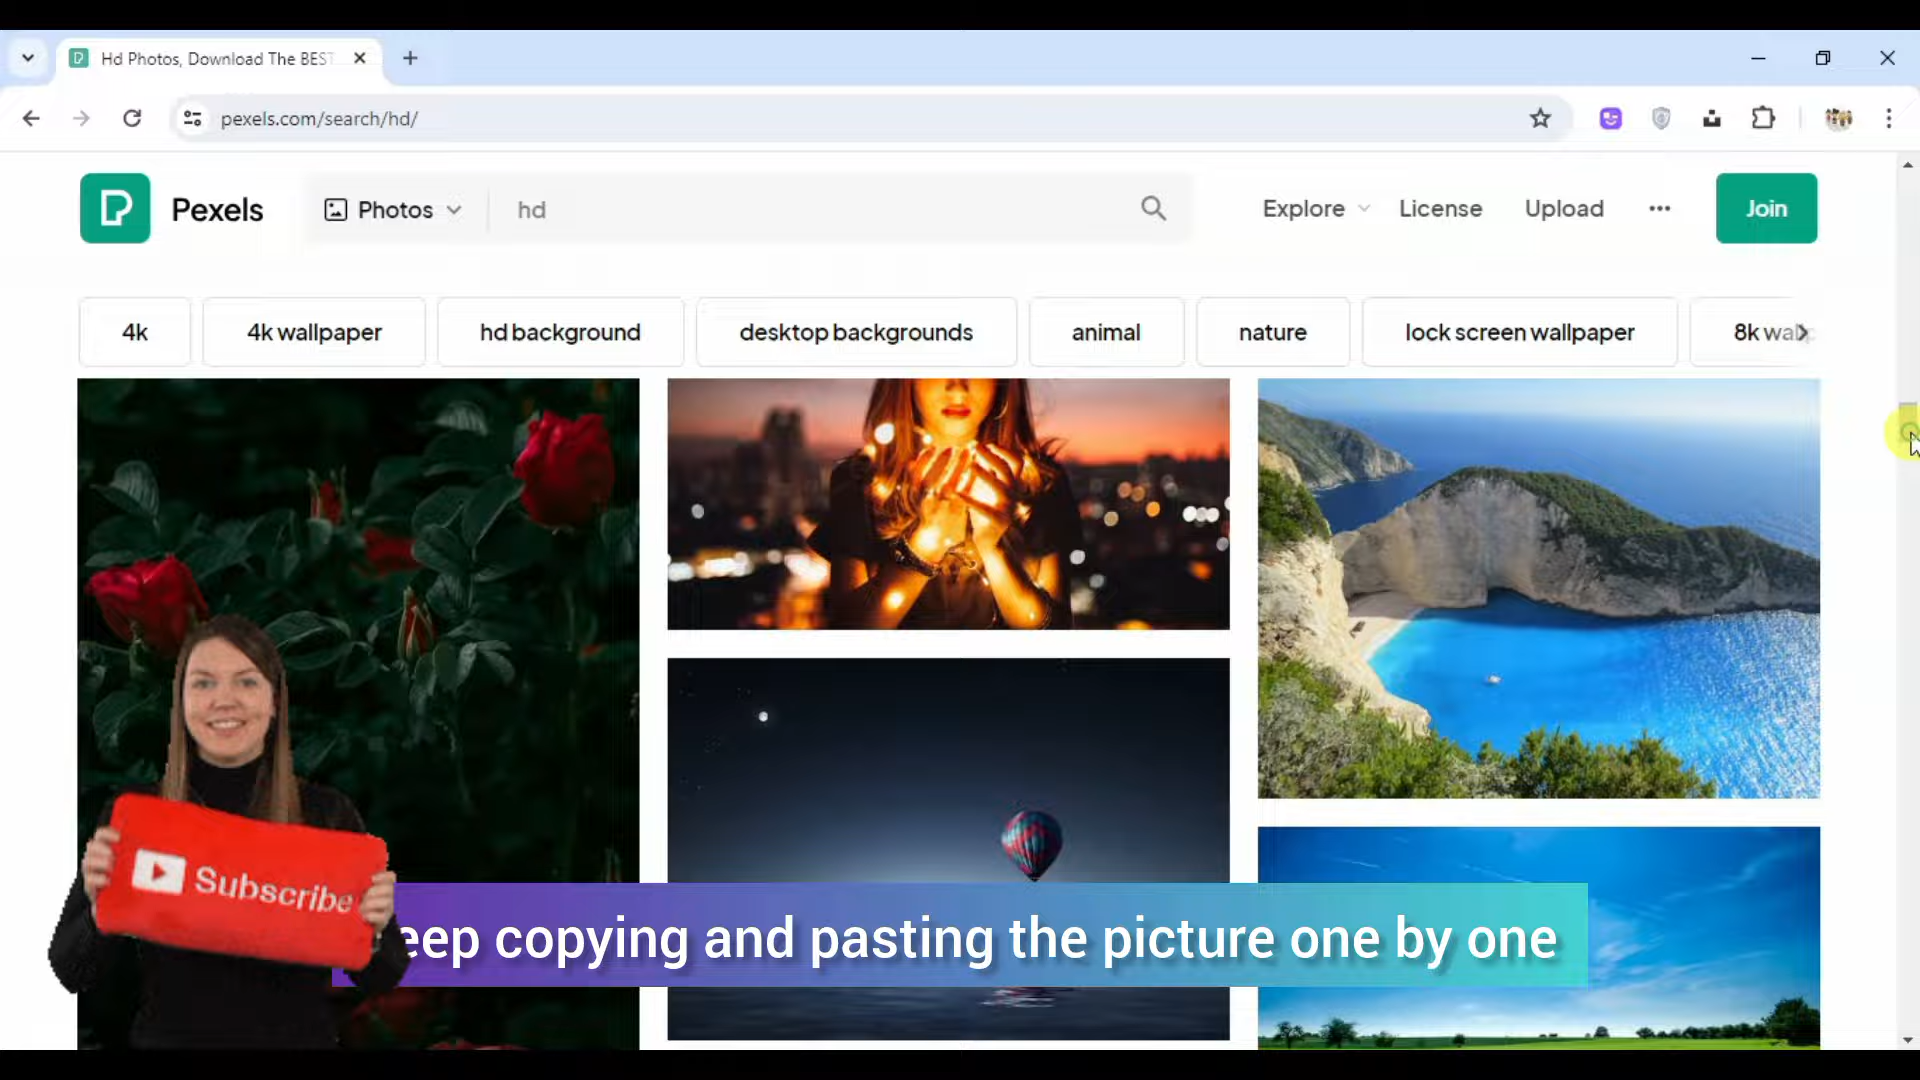 Hd Photos, Download The BEST
pexels.com/search/hd/
Pexels
Photos
hd
Explore
License
Upload
Join
4k
4k wallpaper
hd background
desktop backgrounds
animal
nature
lock screen wallpaper
8k wallp
Subscribe
eep copying and pasting the picture one by one